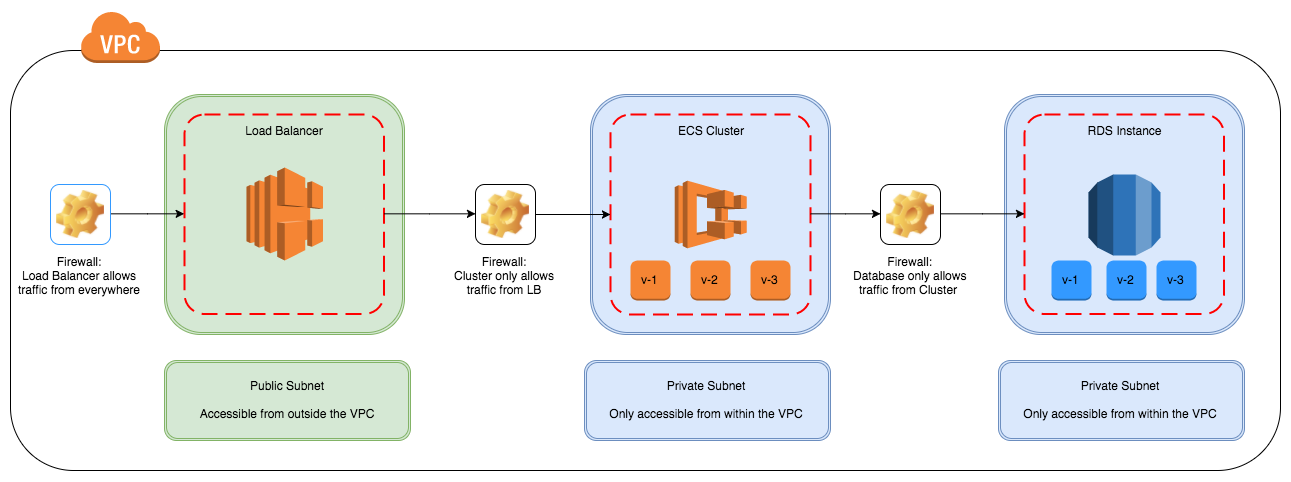 VPC
Load Balancer
ECS Cluster
RDS Instance
Firewall:
Load Balancer allows
traffic from everywhere
Firewall:
Cluster only allows
traffic from LB
v-1
v-2
v-3
Firewall:
Database only allows
traffic from Cluster
v-1
v-2
v-3
Public Subnet
Accessible from outside the VPC
Private Subnet
Only accessible from within the VPC
Private Subnet
Only accessible from within the VPC